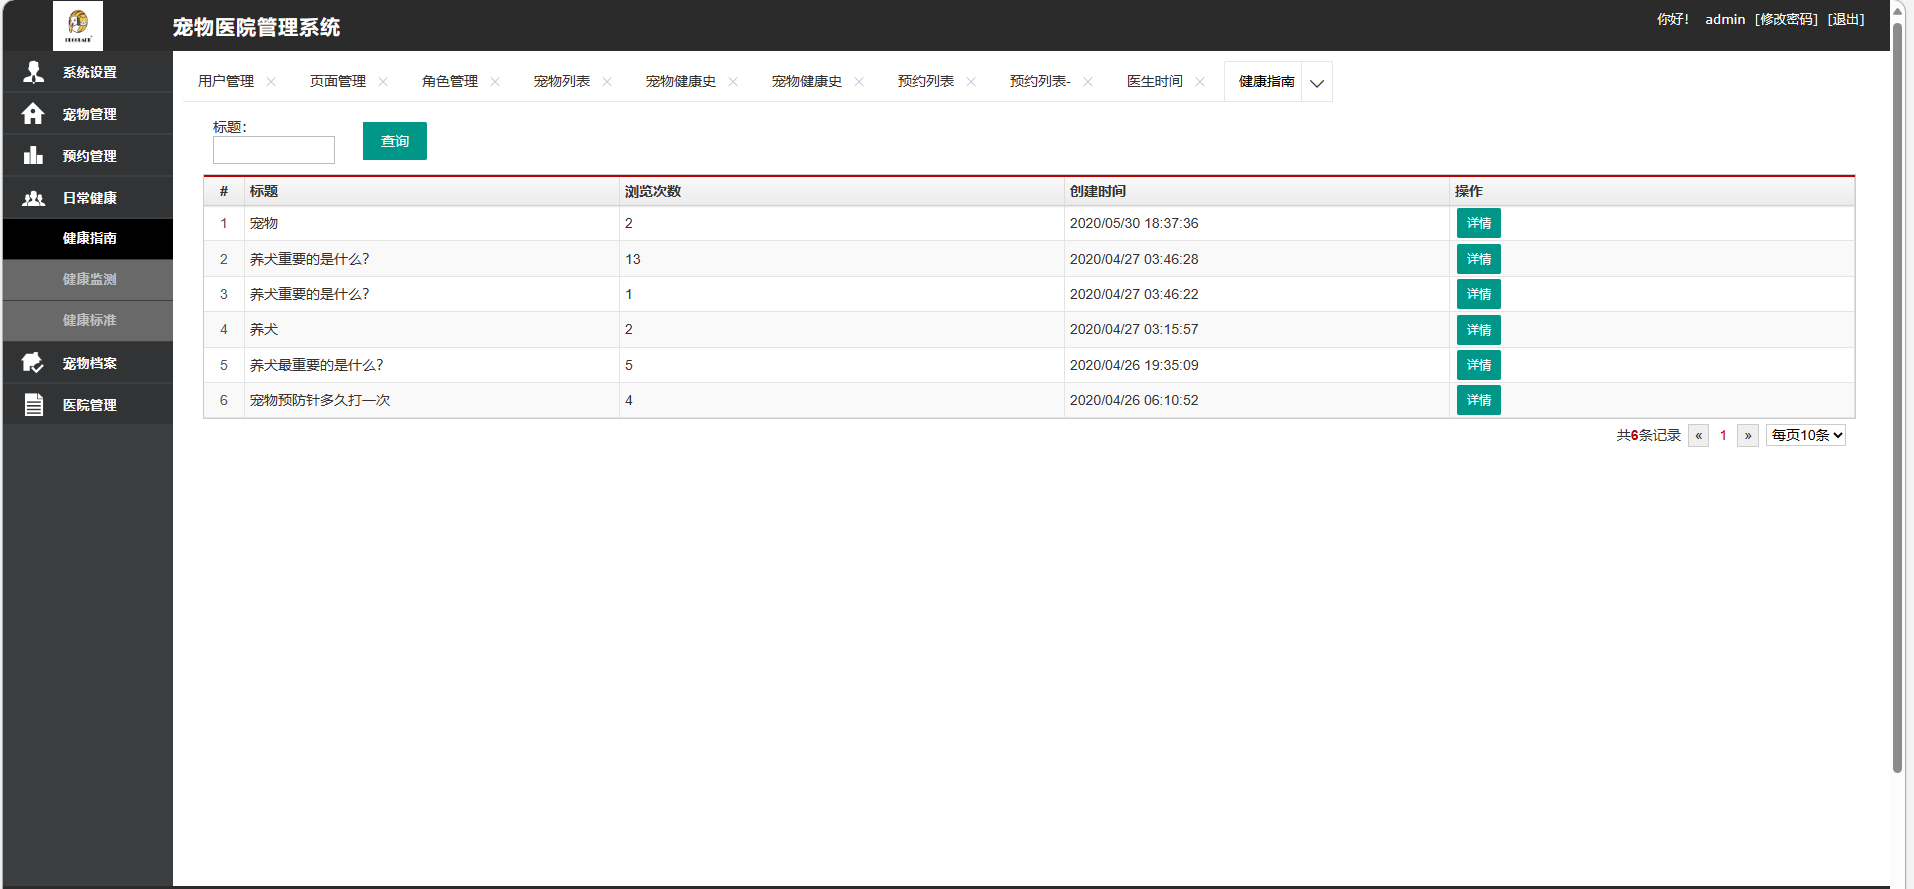 宠物医院管理系统
你好! admin [修改密码] [退出]
系统设置
宠物管理
预约管理
日常健康
健康指南
健康监测
健康标准
宠物档案
医院管理
用户管理 页面管理 角色管理 宠物列表 宠物健康史 宠物健康史 预约列表 预约列表- 医生时间 健康指南
标题:
查询
# 标题 浏览次数 创建时间 操作
1 宠物 2 2020/05/30 18:37:36 详情
2 养犬重要的是什么? 13 2020/04/27 03:46:28 详情
3 养犬重要的是什么? 1 2020/04/27 03:46:22 详情
4 养犬 2 2020/04/27 03:15:57 详情
5 养犬最重要的是什么? 5 2020/04/26 19:35:09 详情
6 宠物预防针多久打一次 4 2020/04/26 06:10:52 详情
共6条记录 « 1 » 每页10条